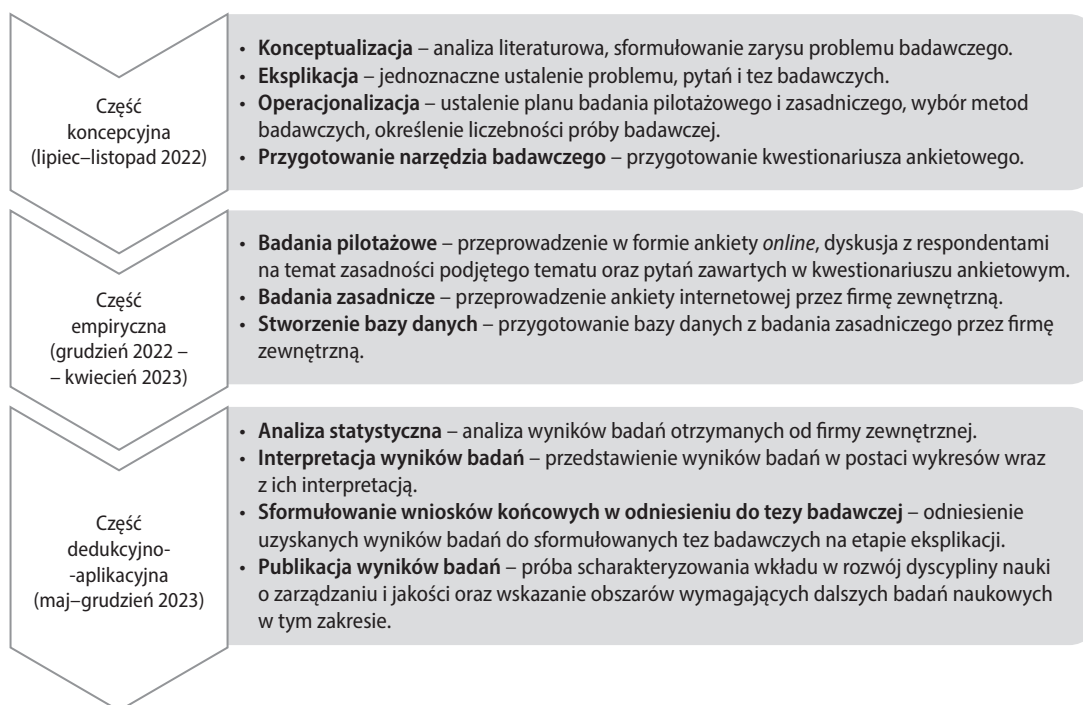 Część
koncepcyjna
(lipiec–listopad 2022)
• Konceptualizacja – analiza literaturowa, sformułowanie zarysu problemu badawczego.
• Eksplikacja – jednoznaczne ustalenie problemu, pytań i tez badawczych.
• Operacjonalizacja – ustalenie planu badania pilotażowego i zasadniczego, wybór metod
badawczych, określenie liczebności próby badawczej.
• Przygotowanie narzędzia badawczego – przygotowanie kwestionariusza ankietowego.
Część
empiryczna
(grudzień 2022 –
– kwiecień 2023)
• Badania pilotażowe – przeprowadzenie w formie ankiety online, dyskusja z respondentami
na temat zasadności podjętego tematu oraz pytań zawartych w kwestionariuszu ankietowym.
• Badania zasadnicze – przeprowadzenie ankiety internetowej przez firmę zewnętrzną.
• Stworzenie bazy danych – przygotowanie bazy danych z badania zasadniczego przez firmę
zewnętrzną.
Część
dedukcyjno-
-aplikacyjna
(maj–grudzień 2023)
• Analiza statystyczna – analiza wyników badań otrzymanych od firmy zewnętrznej.
• Interpretacja wyników badań – przedstawienie wyników badań w postaci wykresów wraz
z ich interpretacją.
• Sformułowanie wniosków końcowych w odniesieniu do tezy badawczej – odniesienie
uzyskanych wyników badań do sformułowanych tez badawczych na etapie eksplikacji.
• Publikacja wyników badań – próba scharakteryzowania wkładu w rozwój dyscypliny nauki
o zarządzaniu i jakości oraz wskazanie obszarów wymagających dalszych badań naukowych
w tym zakresie.